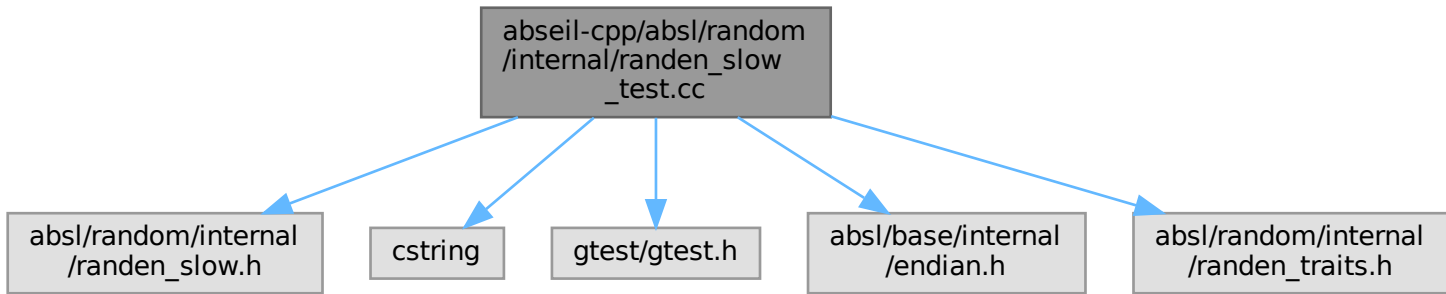 abseil-cpp/absl/random
/internal/randen_slow
_test.cc
absl/random/internal
/randen_slow.h
cstring
gtest/gtest.h
absl/base/internal
/endian.h
absl/random/internal
/randen_traits.h